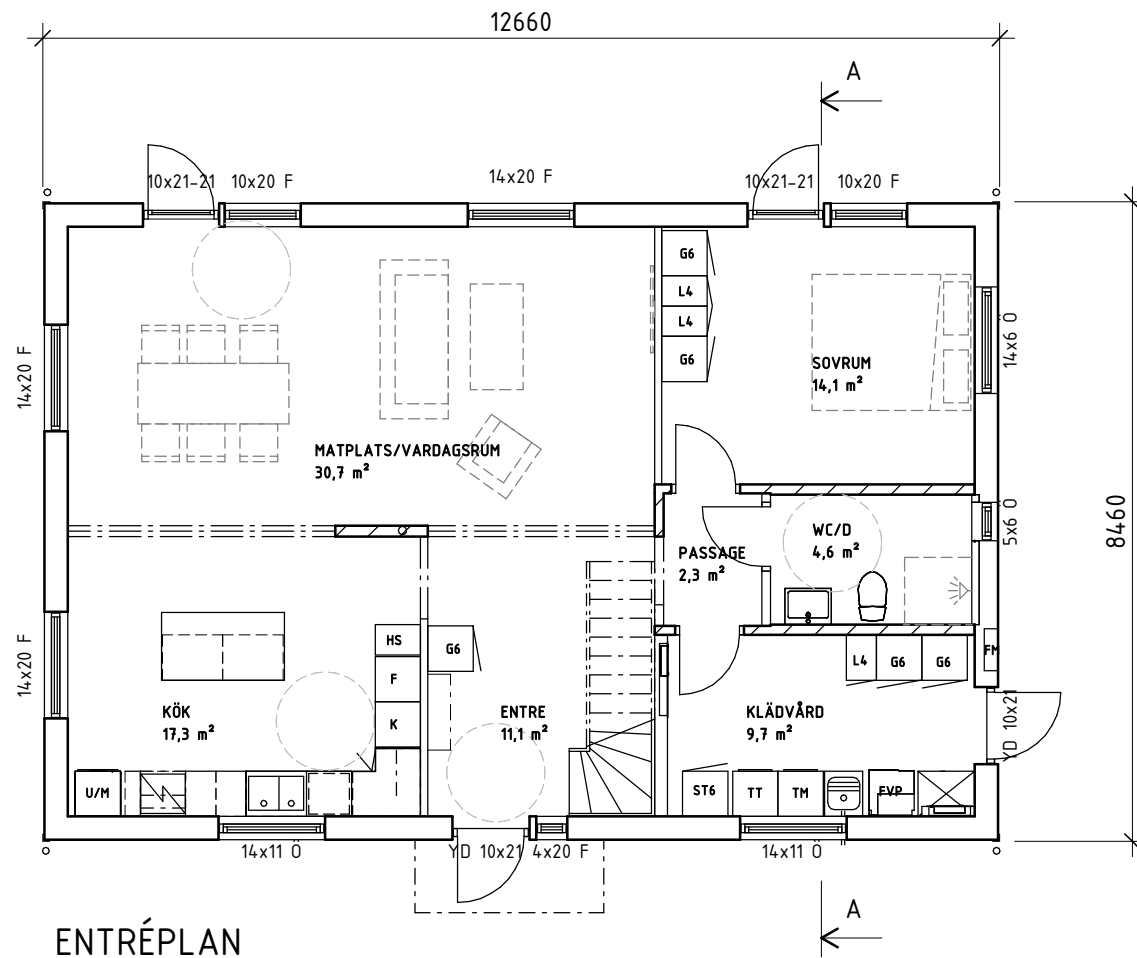 12660
A
10x21-21
10x20 F
14x20 F
10x21-21
10x20 F
G6
L4
L4
G6
SOVRUM
14,1 m²
14x6 Ö
14x20 F
MATPLATS/VARDAGSRUM
30,7 m²
8460
WC/D
4,6 m²
5x6 Ö
PASSAGE
2,3 m²
14x20 F
HS
F
K
G6
L4
G6
G6
FM
KÖK
17,3 m²
ENTRE
11,1 m²
KLÄDVÅRD
9,7 m²
YD 10x21
U/M
ST6
TT
TM
FVP
14x11 Ö
YD 10x21
4x20 F
14x11 Ö
A
ENTRÉPLAN